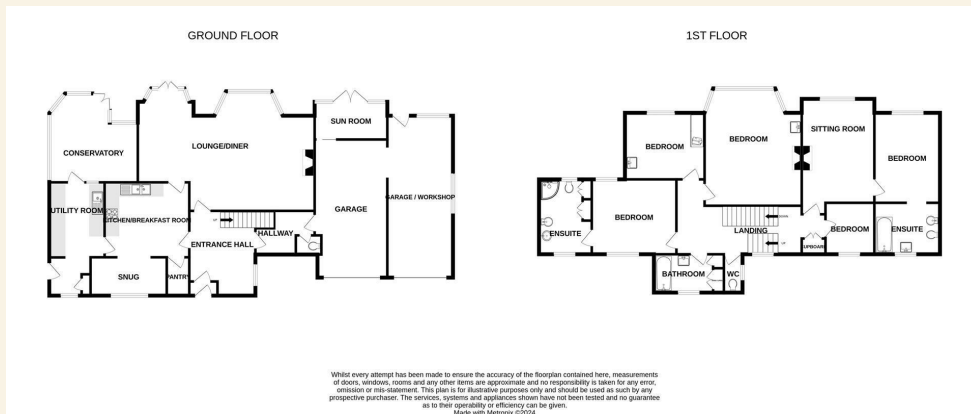 GROUND FLOOR
1ST FLOOR
CONSERVATORY
LOUNGE/DINER
SUN ROOM
UTILITY ROOM
KITCHEN/BREAKFAST ROOM
GARAGE
GARAGE / WORKSHOP
HALLWAY
ENTRANCE HALL
UP
SNUG
PANTRY
BEDROOM
BEDROOM
SITTING ROOM
BEDROOM
ENSUITE
BEDROOM
DOWN
LANDING
UP
CUPBOARD
BEDROOM
ENSUITE
BATHROOM
WC
Whilst every attempt has been made to ensure the accuracy of the floorplan contained here, measurements
of doors, windows, rooms and any other items are approximate and no responsibility is taken for any error,
omission or mis-statement. This plan is for illustrative purposes only and should be used as such by any
prospective purchaser. The services, systems and appliances shown have not been tested and no guarantee
as to their operability or efficiency can be given.
Made with Metropix ©2024